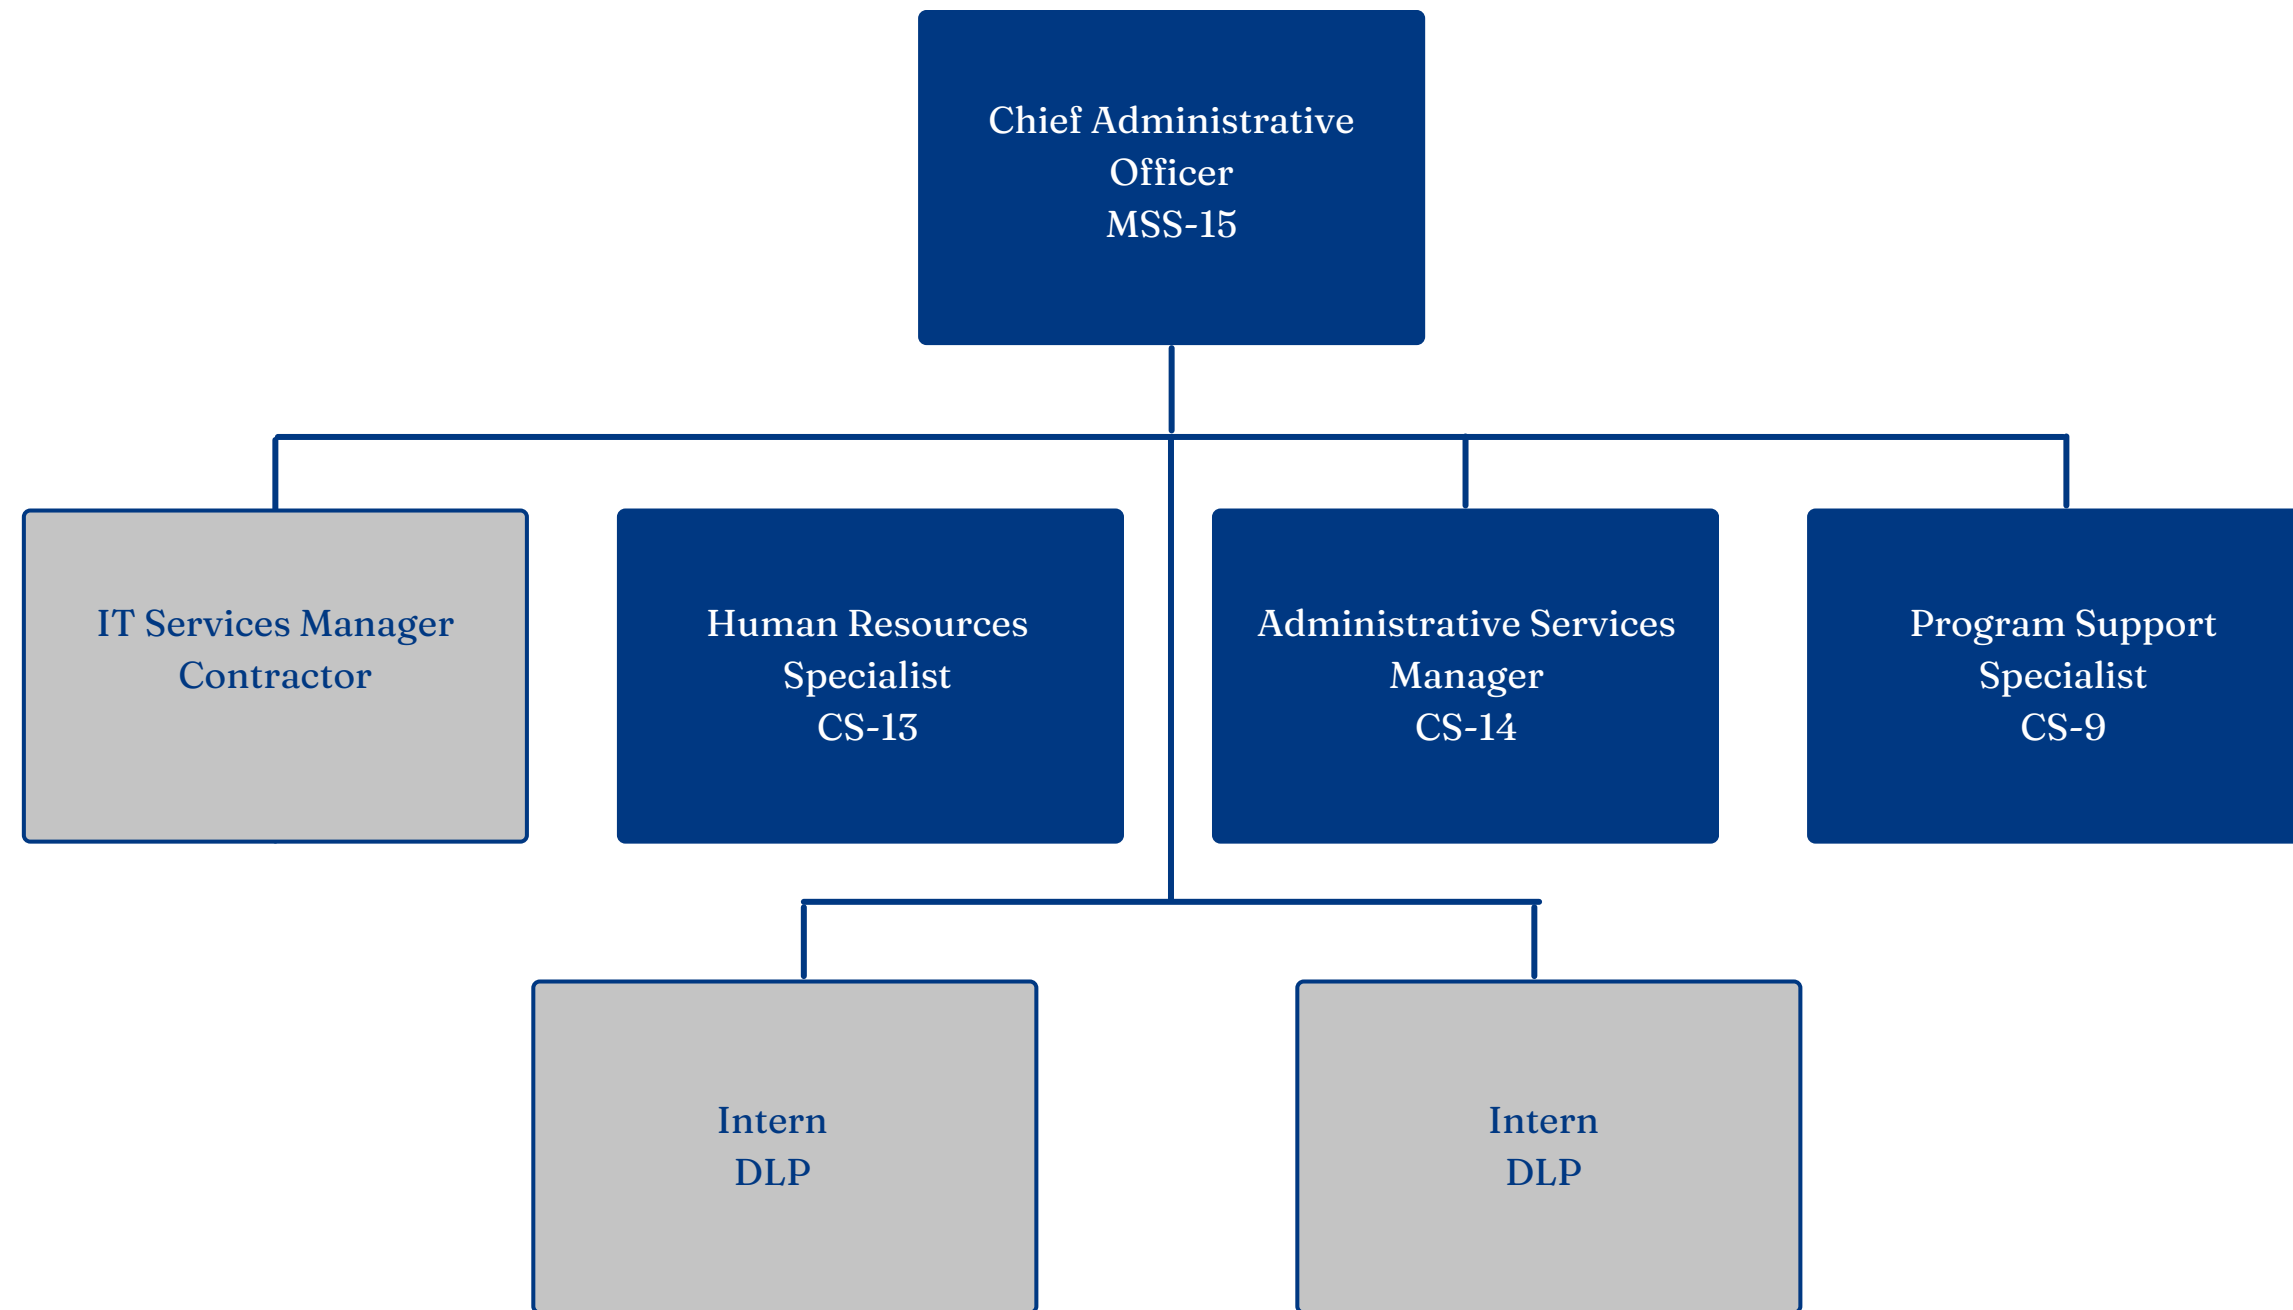 Chief Administrative
Officer
MSS-15
IT Services Manager
Contractor
Human Resources
Specialist
CS-13
Administrative Services
Manager
CS-14
Program Support
Specialist
CS-9
Intern
DLP
Intern
DLP